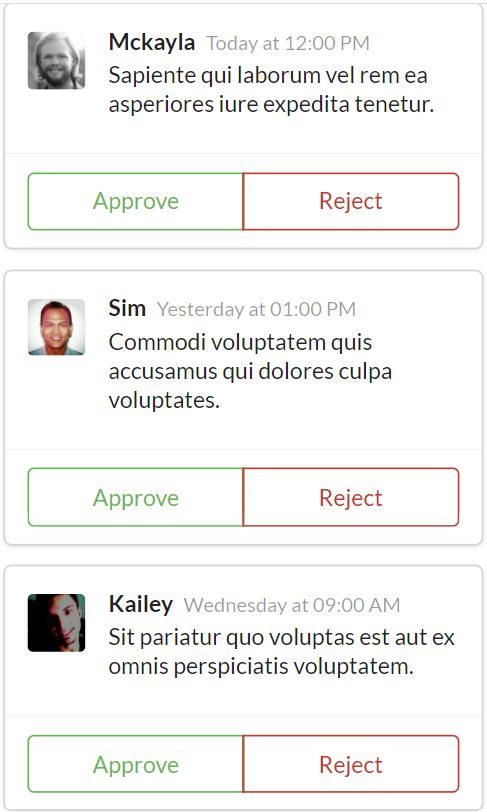 Mckayla Today at 12:00 PM
Sapiente qui laborum vel rem ea
asperiores iure expedita tenetur.
Approve Reject
Sim Yesterday at 01:00 PM
Commodi voluptatem quis
accusamus qui dolores culpa
voluptates.
Approve Reject
Kailey Wednesday at 09:00 AM
Sit pariatur quo voluptas est aut ex
omnis perspiciatis voluptatem.
Approve Reject